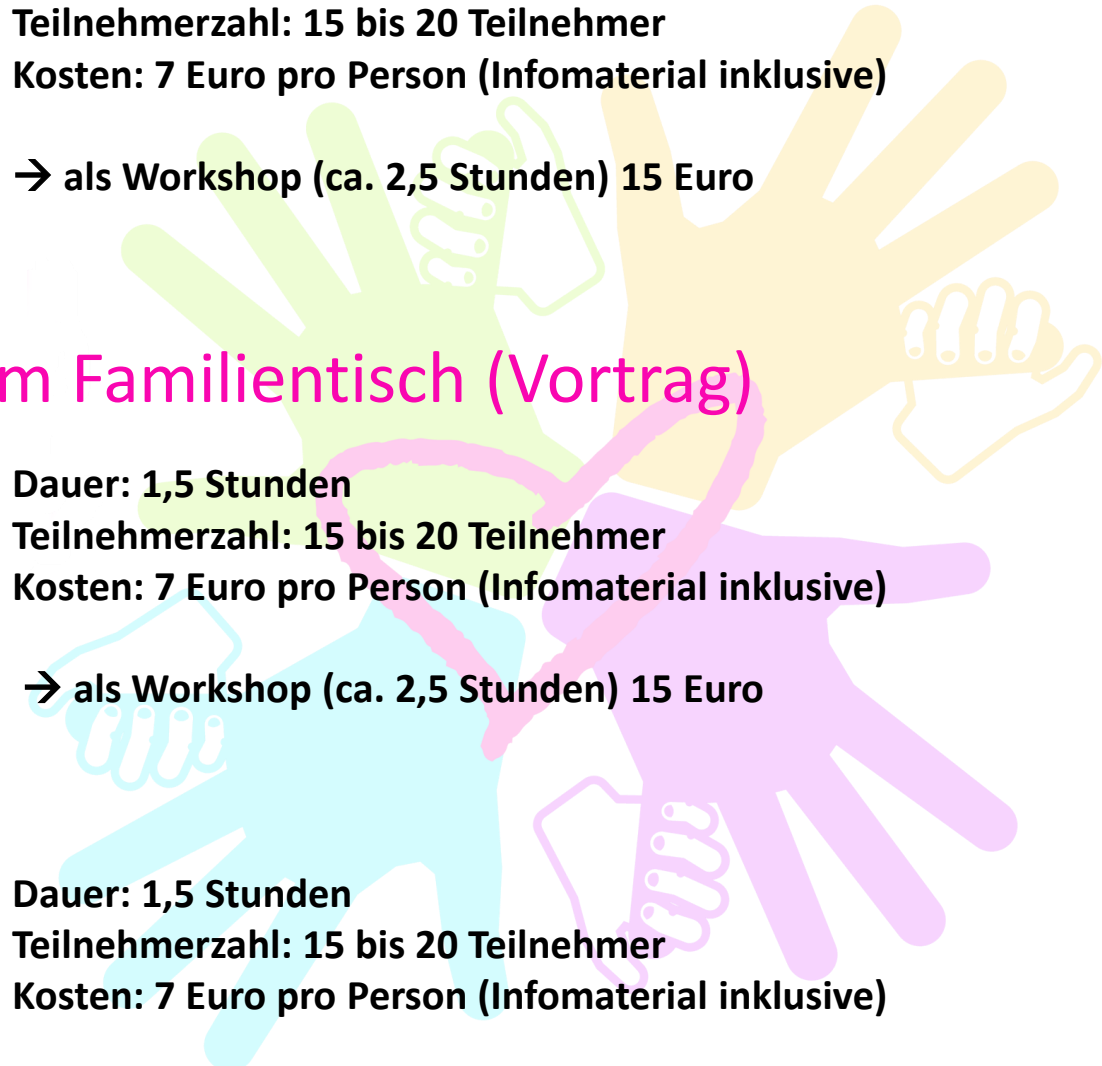 Teilnehmerzahl: 15 bis 20 Teilnehmer
Kosten: 7 Euro pro Person (Infomaterial inklusive)
→ als Workshop (ca. 2,5 Stunden) 15 Euro
m Familientisch (Vortrag)
Dauer: 1,5 Stunden
Teilnehmerzahl: 15 bis 20 Teilnehmer
Kosten: 7 Euro pro Person (Infomaterial inklusive)
→ als Workshop (ca. 2,5 Stunden) 15 Euro
Dauer: 1,5 Stunden
Teilnehmerzahl: 15 bis 20 Teilnehmer
Kosten: 7 Euro pro Person (Infomaterial inklusive)